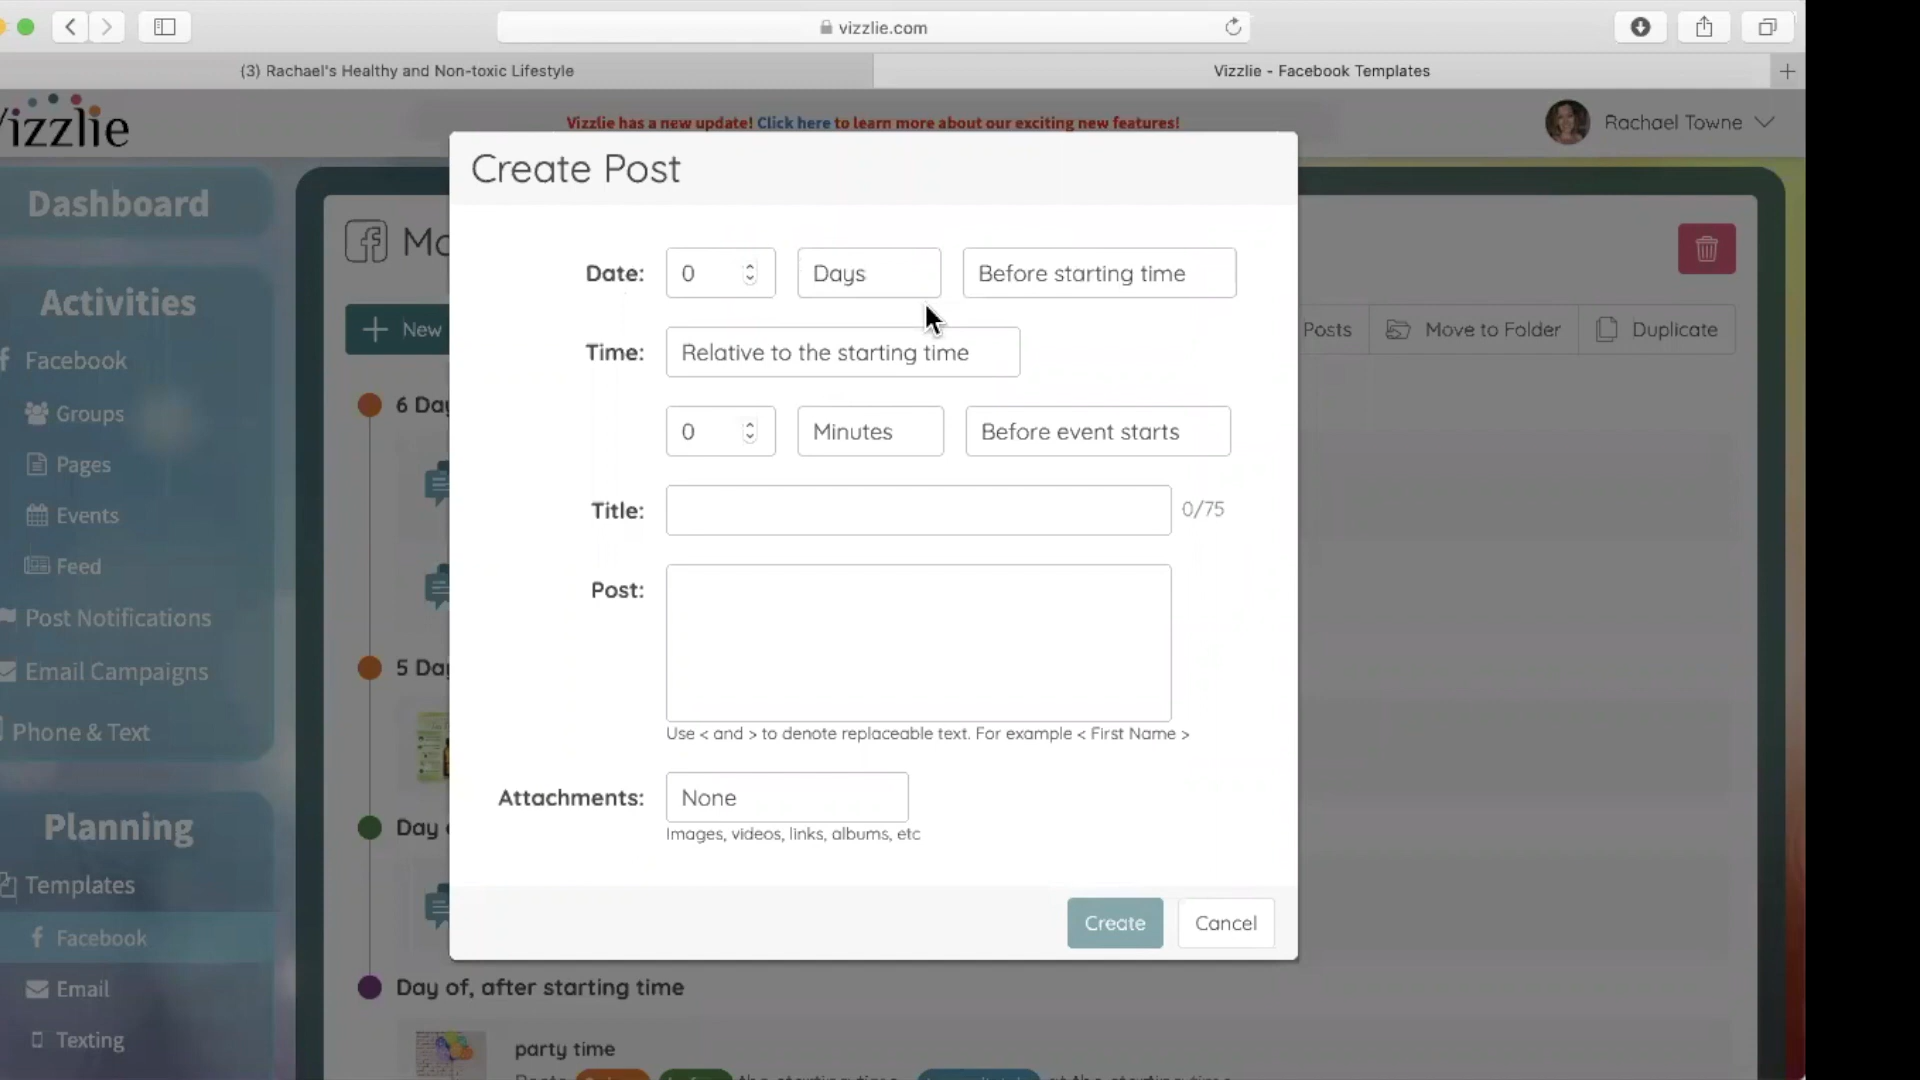 vizzlie.com
(3) Rachael's Healthy and Non-toxic Lifestyle
Vizzlie - Facebook Templates
Vizzlie has a new update! Click here to learn more about our exciting new features!
Rachael Towne
Create Post
Dashboard
Date: 0 Days Before starting time
Activities
New
Posts
Move to Folder
Duplicate
Time: Relative to the starting time
Facebook
6 Day
Groups
0 Minutes Before event starts
Pages
Title: 0/75
Events
Feed
Post:
Post Notifications
5 Day
Email Campaigns
Phone & Text
Use < and > to denote replaceable text. For example < First Name >
Attachments: None
Images, videos, links, albums, etc
Planning
Day
Templates
Create
Cancel
Facebook
Email
Day of, after starting time
Texting
party time